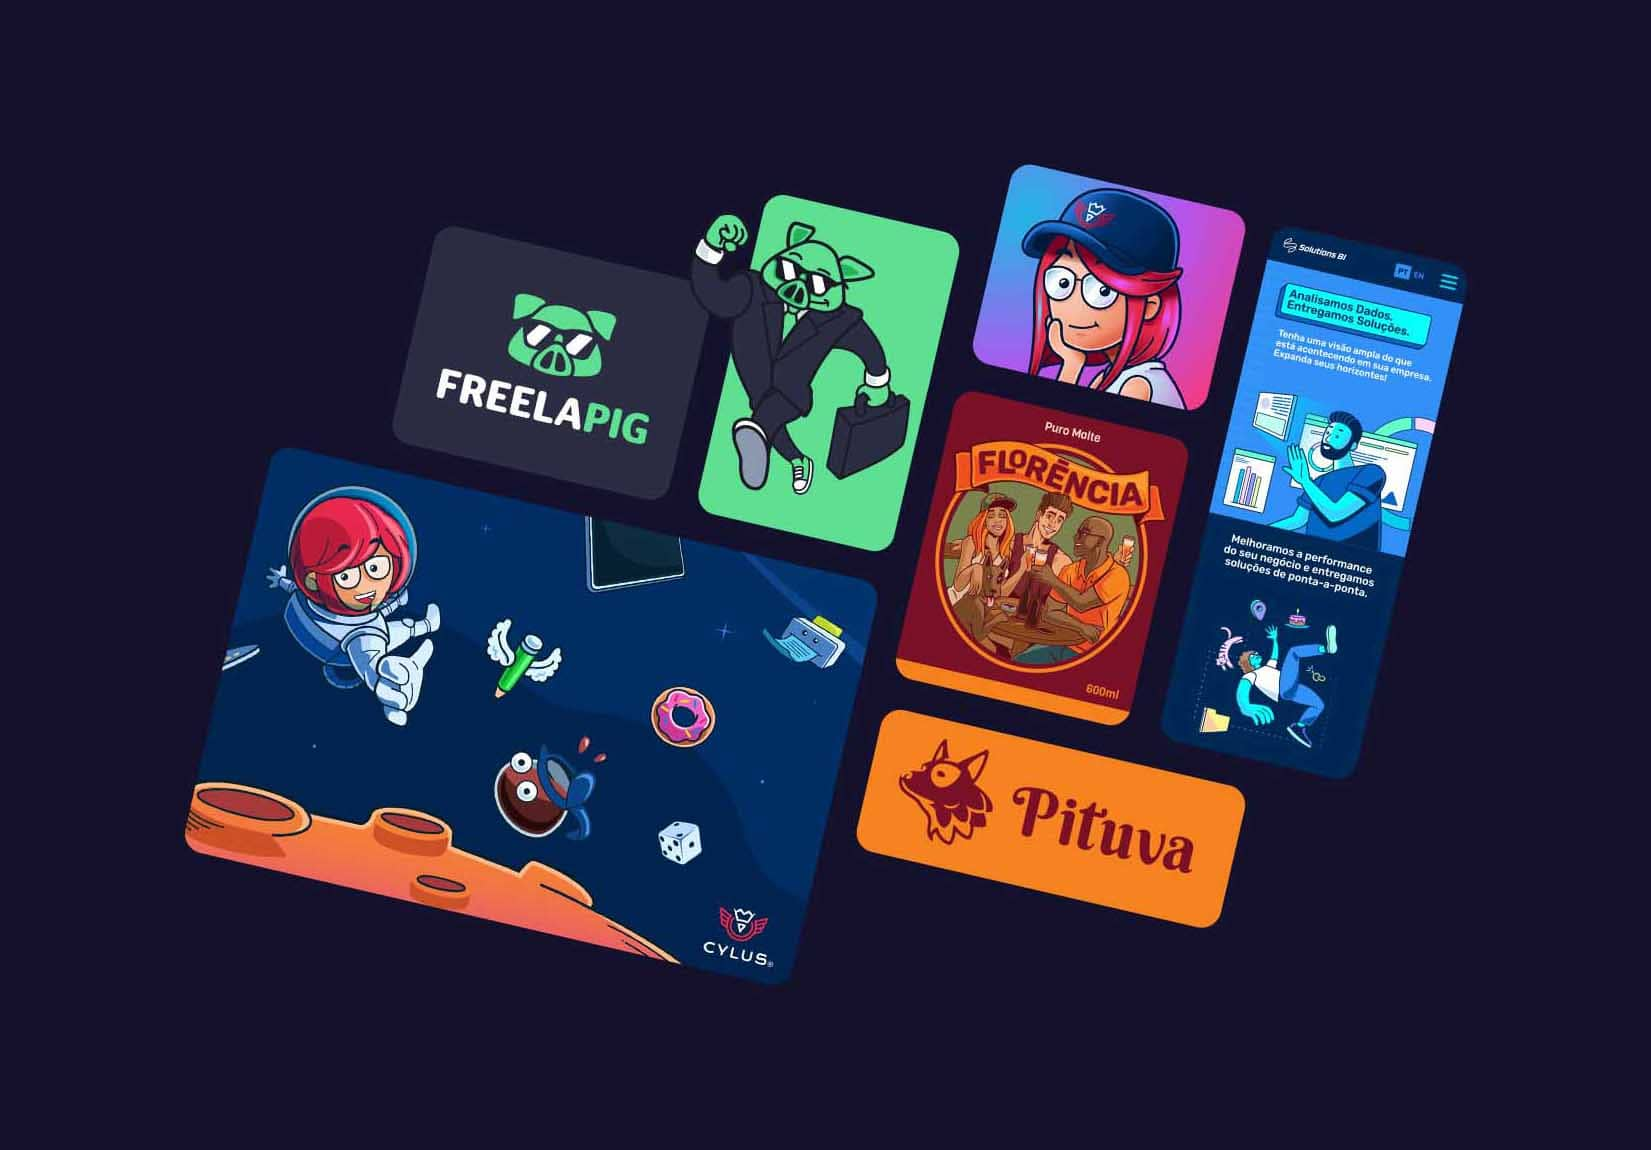 FREELAPIG
Puro Malte
FLORÊNCIA
600ml
Solutions BI
PT EN
Analisamos Dados.
Entregamos Soluções.
Tenha uma visão ampla do que
está acontecendo em sua empresa.
Expanda seus horizontes!
Melhoramos a performance
do seu negócio e entregamos
soluções de ponta-a-ponta.
Pituva
CYLUS®